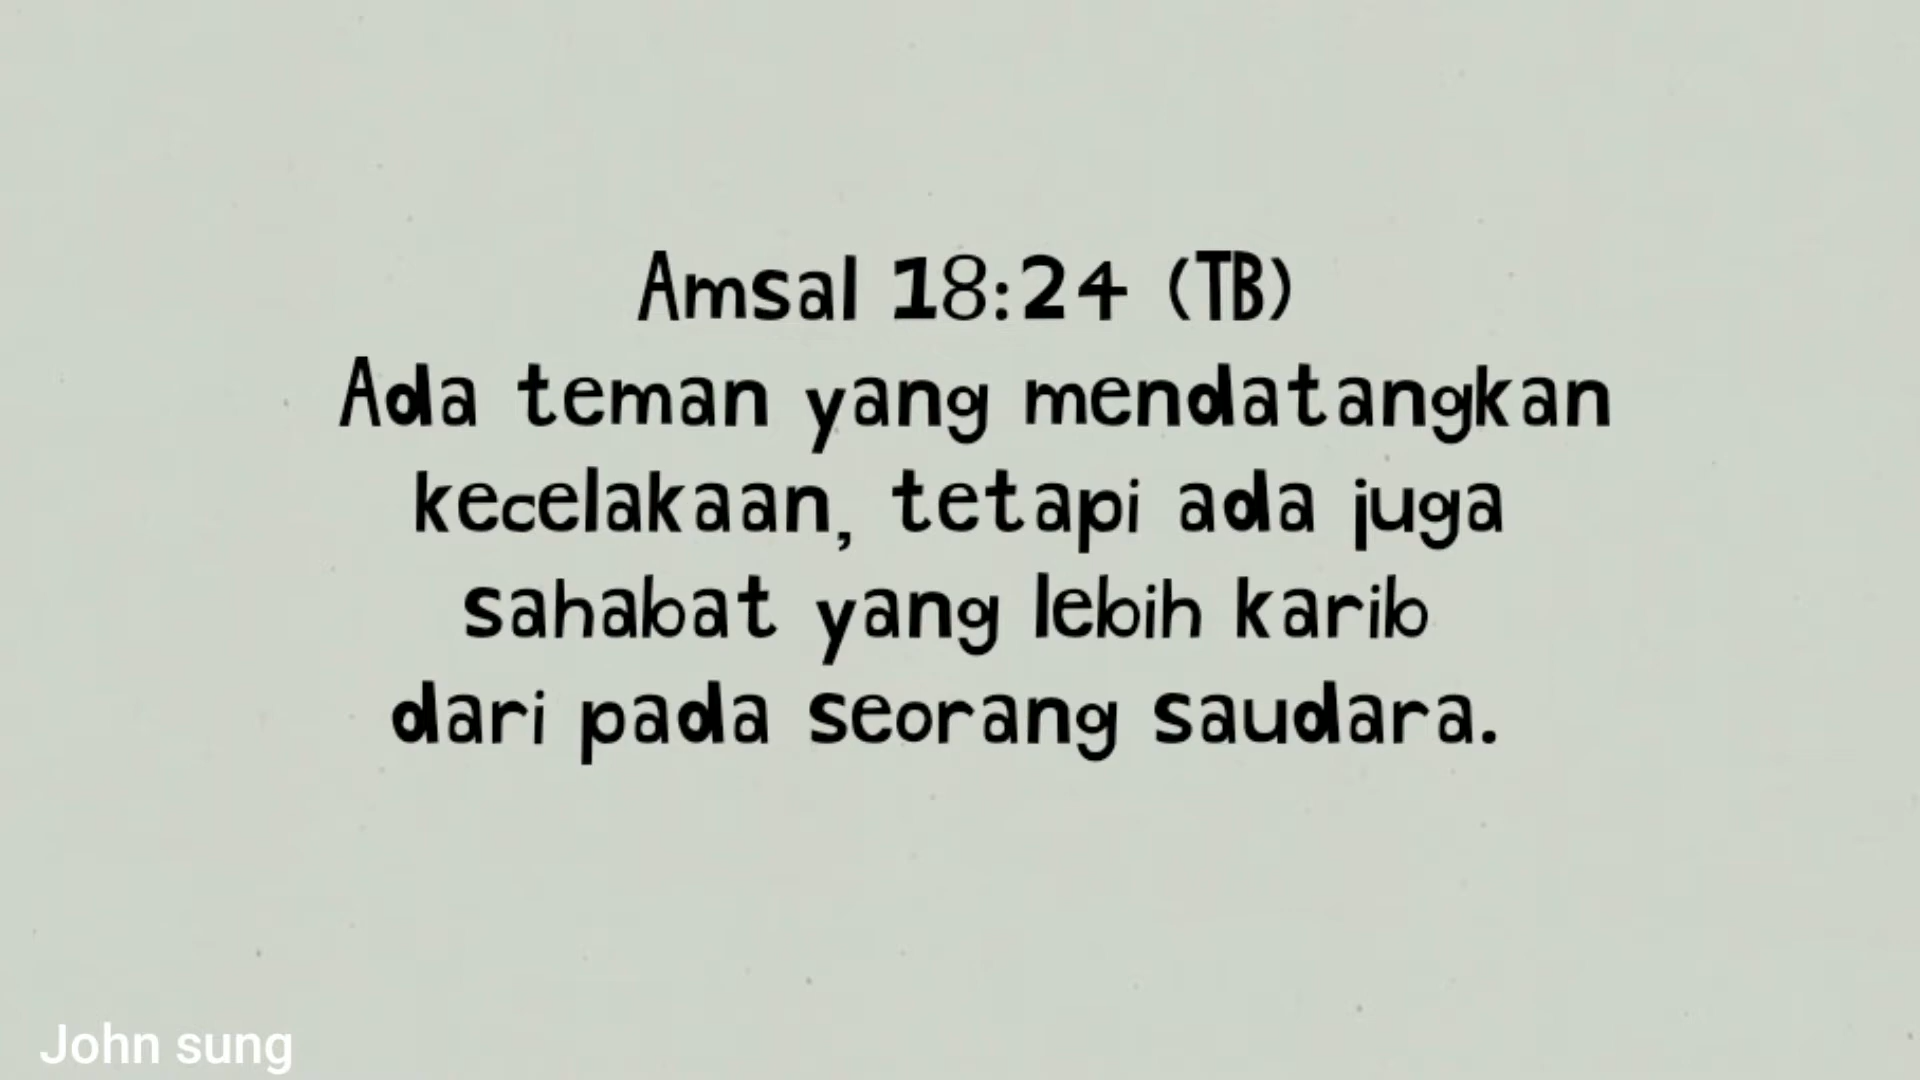 Amsal 18:24 (TB)
Ada teman yang mendatangkan
kecelakaan, tetapi ada juga
sahabat yang lebih karib
dari pada seorang saudara.
John sung